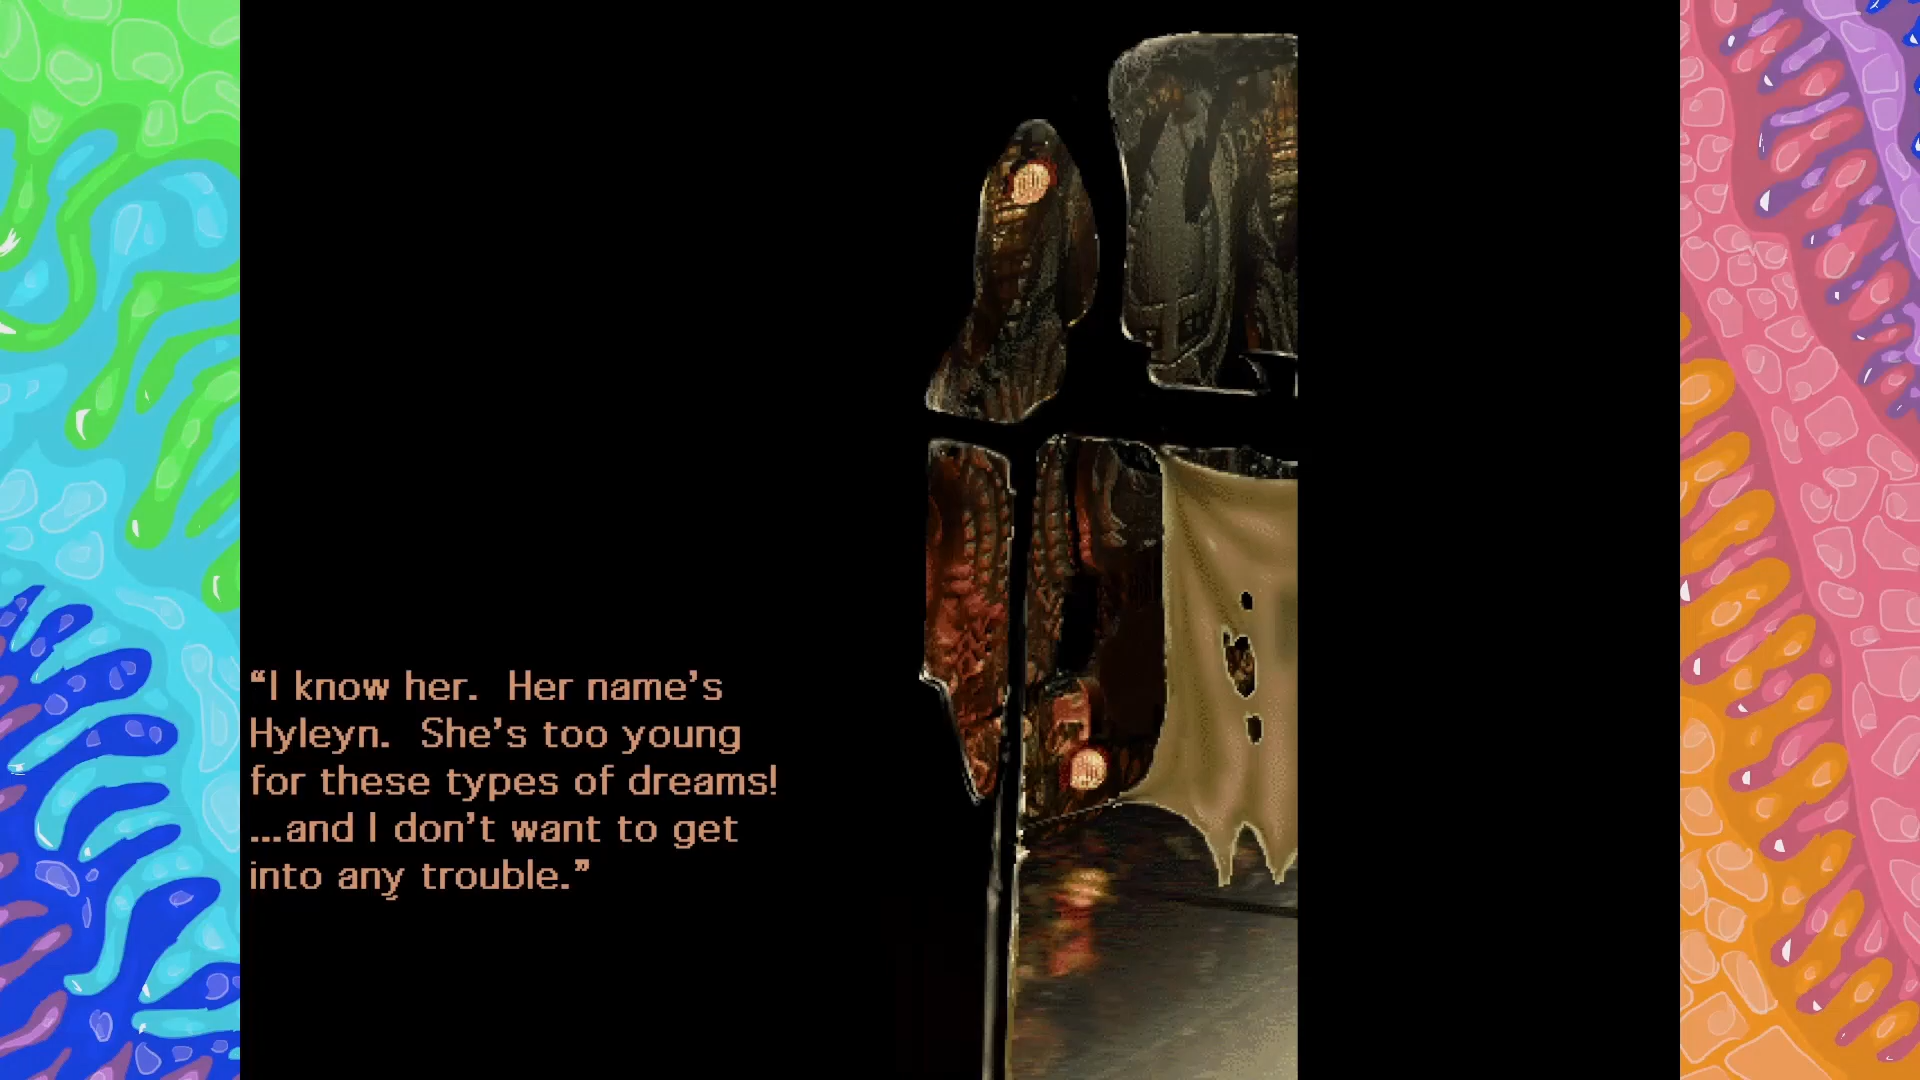 “I know her.  Her name’s
Hyleyn.  She’s too young
for these types of dreams!
...and I don’t want to get
into any trouble.”